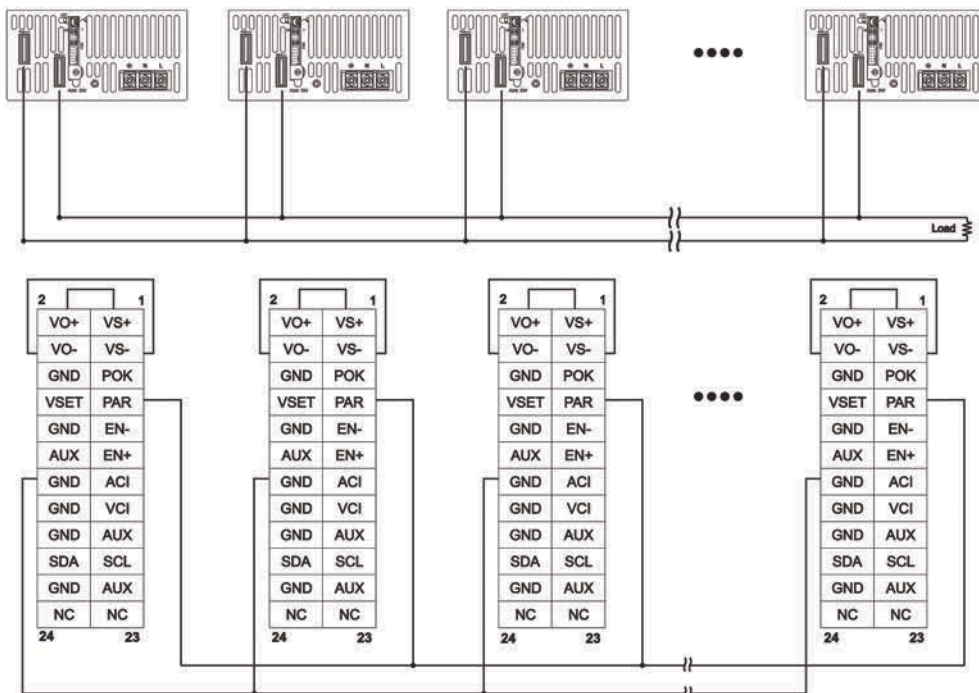 ⏚ N L
⏚ N L
⏚ N L
⏚ N L
Load
2 1
VO+ VS+
VO- VS-
GND POK
VSET PAR
GND EN-
AUX EN+
GND ACI
GND VCI
GND AUX
SDA SCL
GND AUX
NC NC
24 23
2 1
VO+ VS+
VO- VS-
GND POK
VSET PAR
GND EN-
AUX EN+
GND ACI
GND VCI
GND AUX
SDA SCL
GND AUX
NC NC
24 23
2 1
VO+ VS+
VO- VS-
GND POK
VSET PAR
GND EN-
AUX EN+
GND ACI
GND VCI
GND AUX
SDA SCL
GND AUX
NC NC
24 23
2 1
VO+ VS+
VO- VS-
GND POK
VSET PAR
GND EN-
AUX EN+
GND ACI
GND VCI
GND AUX
SDA SCL
GND AUX
NC NC
24 23